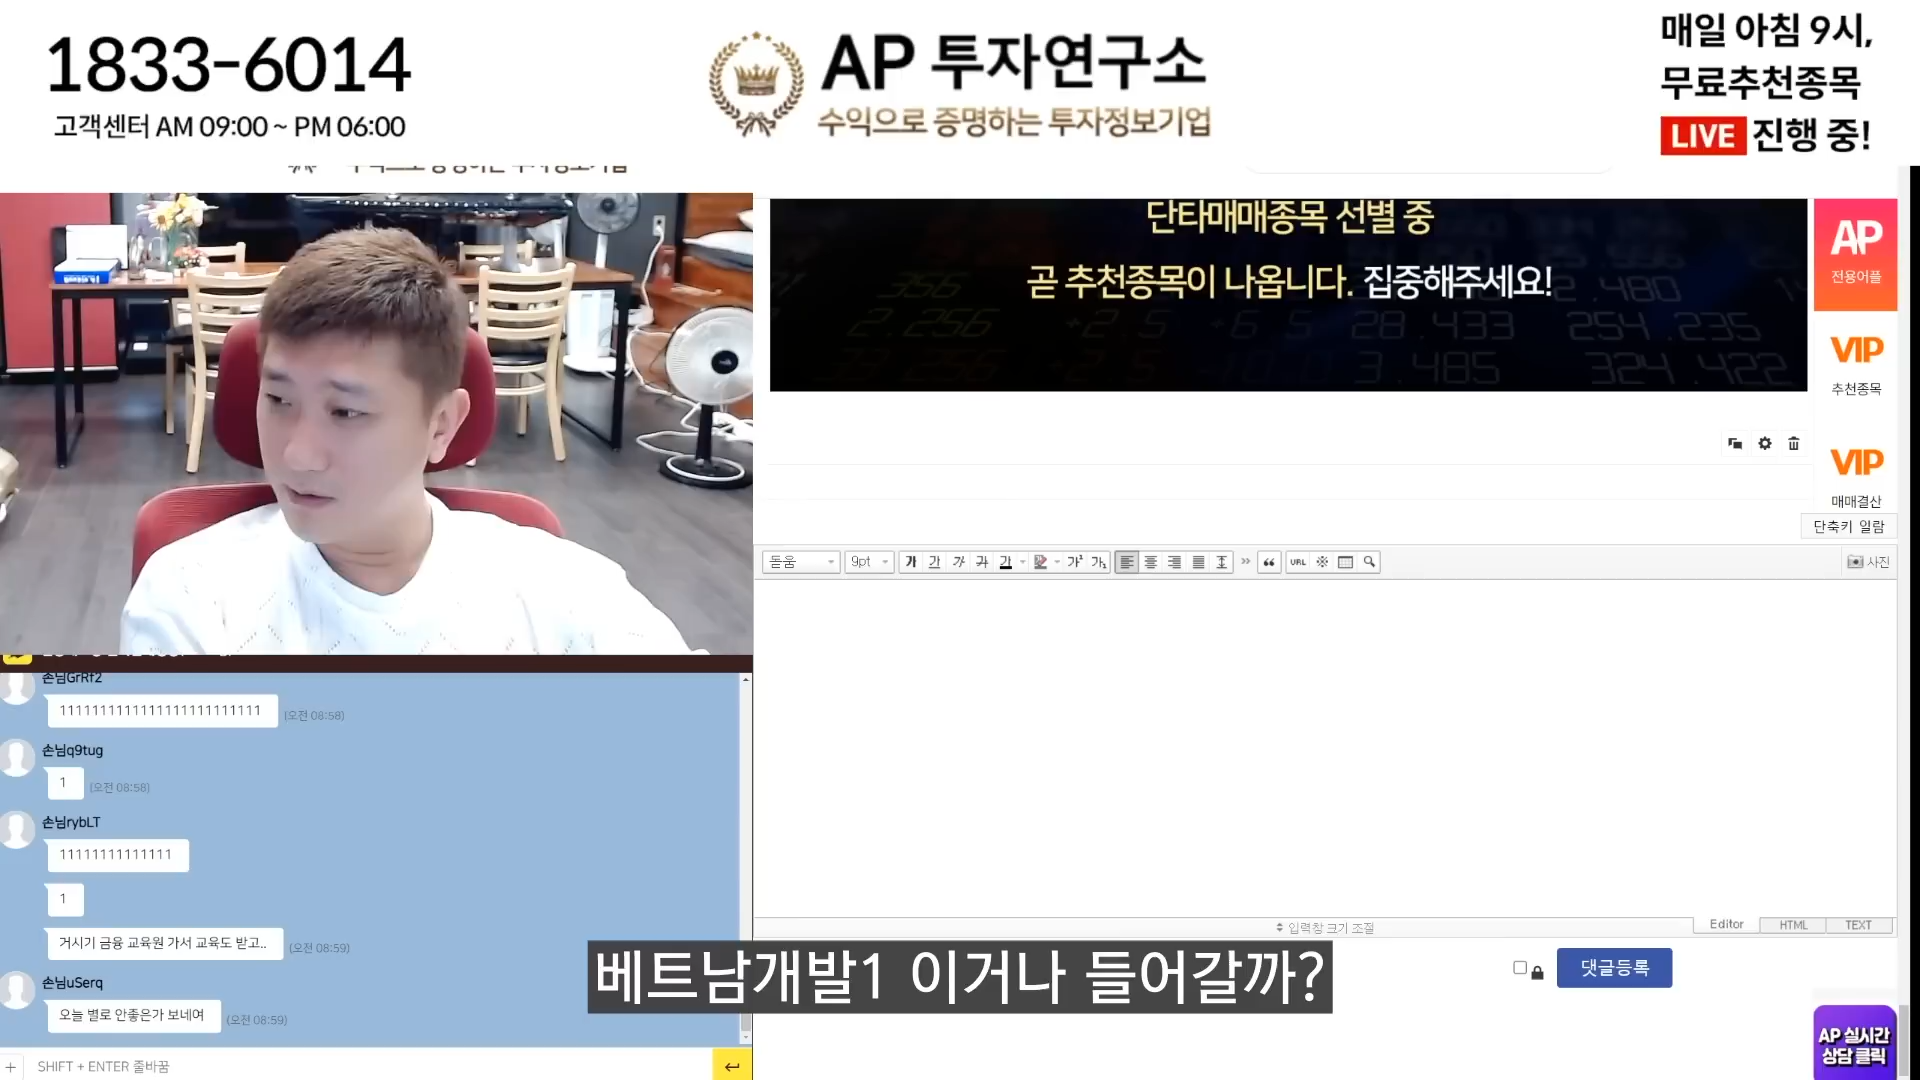 1833-6014
고객센터 AM 09:00 ~ PM 06:00
AP 투자연구소
수익으로 증명하는 투자정보기업
매일 아침 9시,
무료추천종목
LIVE 진행 중!
단타매매종목 선별 중
곧 추천종목이 나옵니다. 집중해주세요!
AP
전용어플
VIP
추천종목
VIP
매매결산
단축키 일람
돋움 9pt 가 가 가 가 가 가 가 URL 사진
손님GrRf2
11111111111111111111111111 (오전 08:58)
손님q9tug
1 (오전 08:58)
손님rybLT
11111111111111
1
거시기 금융 교육원 가서 교육도 받고.. (오전 08:59)
손님uSerq
오늘 별로 안좋은가 보네여 (오전 08:59)
SHIFT + ENTER 줄바꿈
입력창 크기 조절
Editor HTML TEXT
댓글등록
베트남개발1 이거나 들어갈까?
AP 실시간
상담 클릭